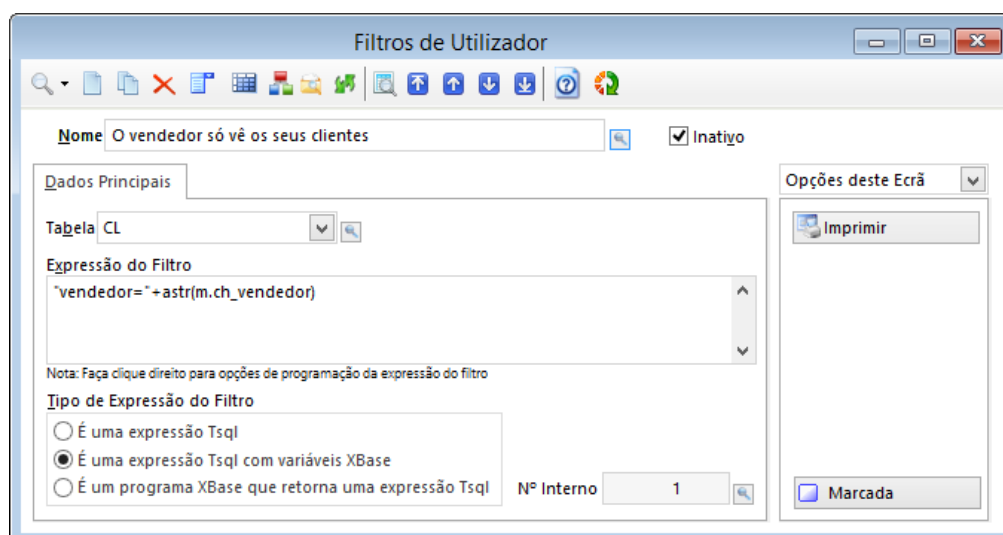 Filtros de Utilizador
Nome O vendedor só vê os seus clientes Inativo
Dados Principais
Opções deste Ecrã
Tabela CL
Imprimir
Expressão do Filtro
"vendedor="+astr(m.ch_vendedor)
Nota: Faça clique direito para opções de programação da expressão do filtro
Tipo de Expressão do Filtro
É uma expressão Tsql
É uma expressão Tsql com variáveis XBase
É um programa XBase que retorna uma expressão Tsql
Nº Interno 1
Marcada